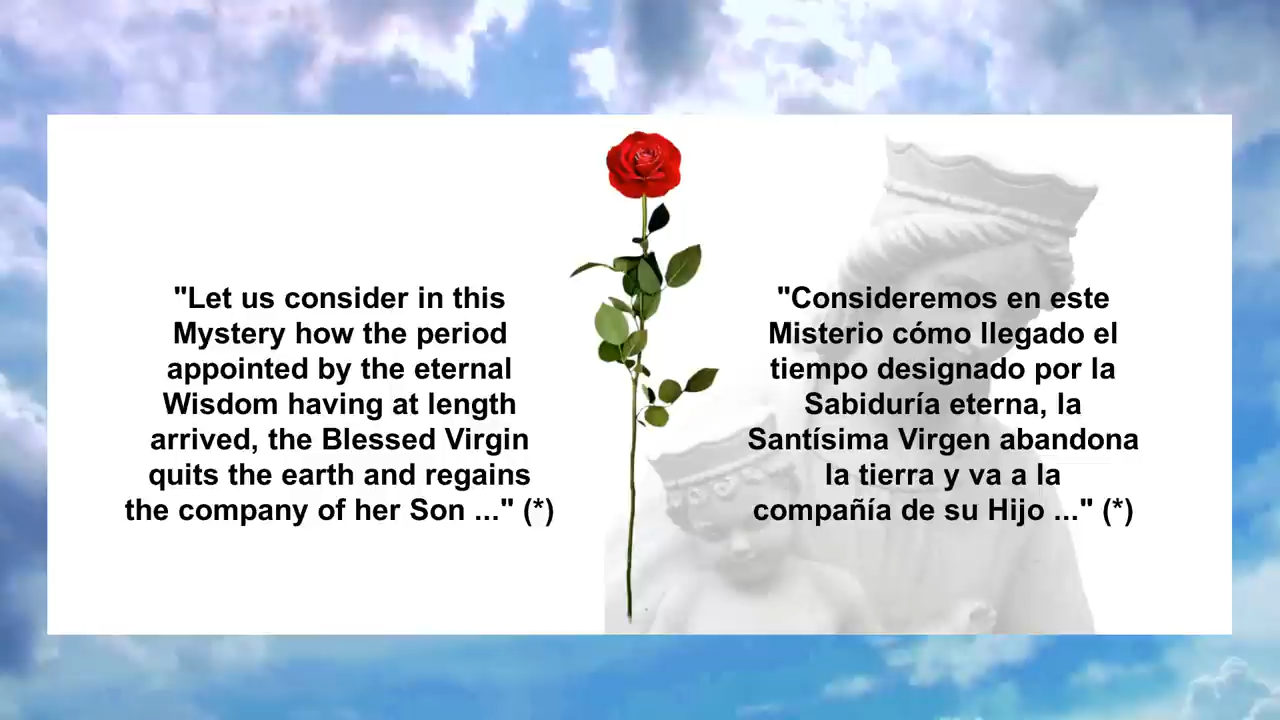 "Let us consider in this
Mystery how the period
appointed by the eternal
Wisdom having at length
arrived, the Blessed Virgin
quits the earth and regains
the company of her Son ..." (*)
"Consideremos en este
Misterio cómo llegado el
tiempo designado por la
Sabiduría eterna, la
Santísima Virgen abandona
la tierra y va a la
compañía de su Hijo ..." (*)